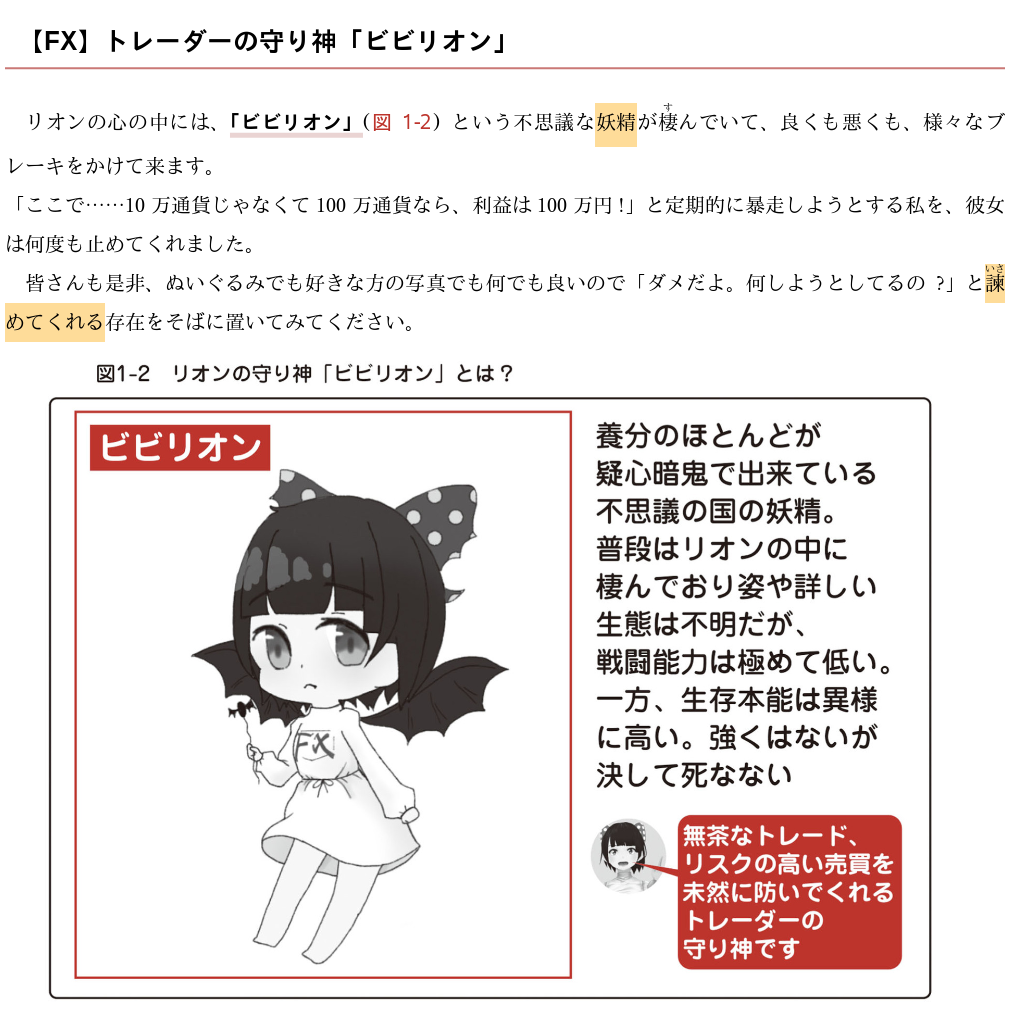 【FX】トレーダーの守り神「ビビリオン」
リオンの心の中には、「ビビリオン」（図 1-2）という不思議な妖精が棲んでいて、良くも悪くも、様々なブ
す
レーキをかけて来ます。
「ここで……10 万通貨じゃなくて 100 万通貨なら、利益は 100 万円 !」と定期的に暴走しようとする私を、彼女
は何度も止めてくれました。
皆さんも是非、ぬいぐるみでも好きな方の写真でも何でも良いので「ダメだよ。何しようとしてるの ?」と諫
いさ
めてくれる存在をそばに置いてみてください。
図1-2 リオンの守り神「ビビリオン」とは？
ビビリオン
FX
養分のほとんどが
疑心暗鬼で出来ている
不思議の国の妖精。
普段はリオンの中に
棲んでおり姿や詳しい
生態は不明だが、
戦闘能力は極めて低い。
一方、生存本能は異様
に高い。強くはないが
決して死なない
無茶なトレード、
リスクの高い売買を
未然に防いでくれる
トレーダーの
守り神です